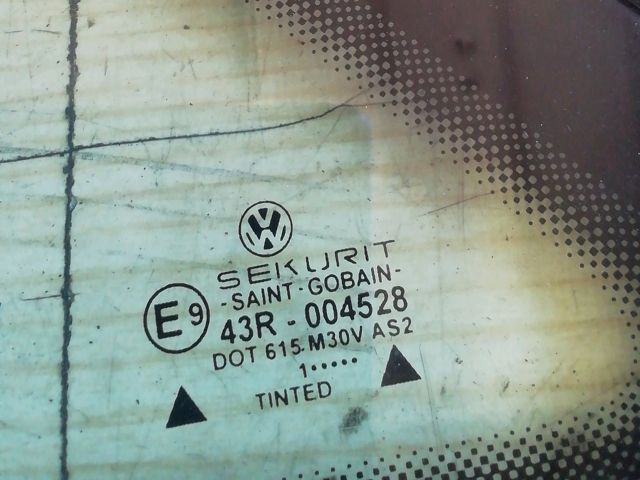 SEKURIT
-SAINT-GOBAIN-
E9
43R - 004528
DOT 615 M30V AS2
1••••••
TINTED